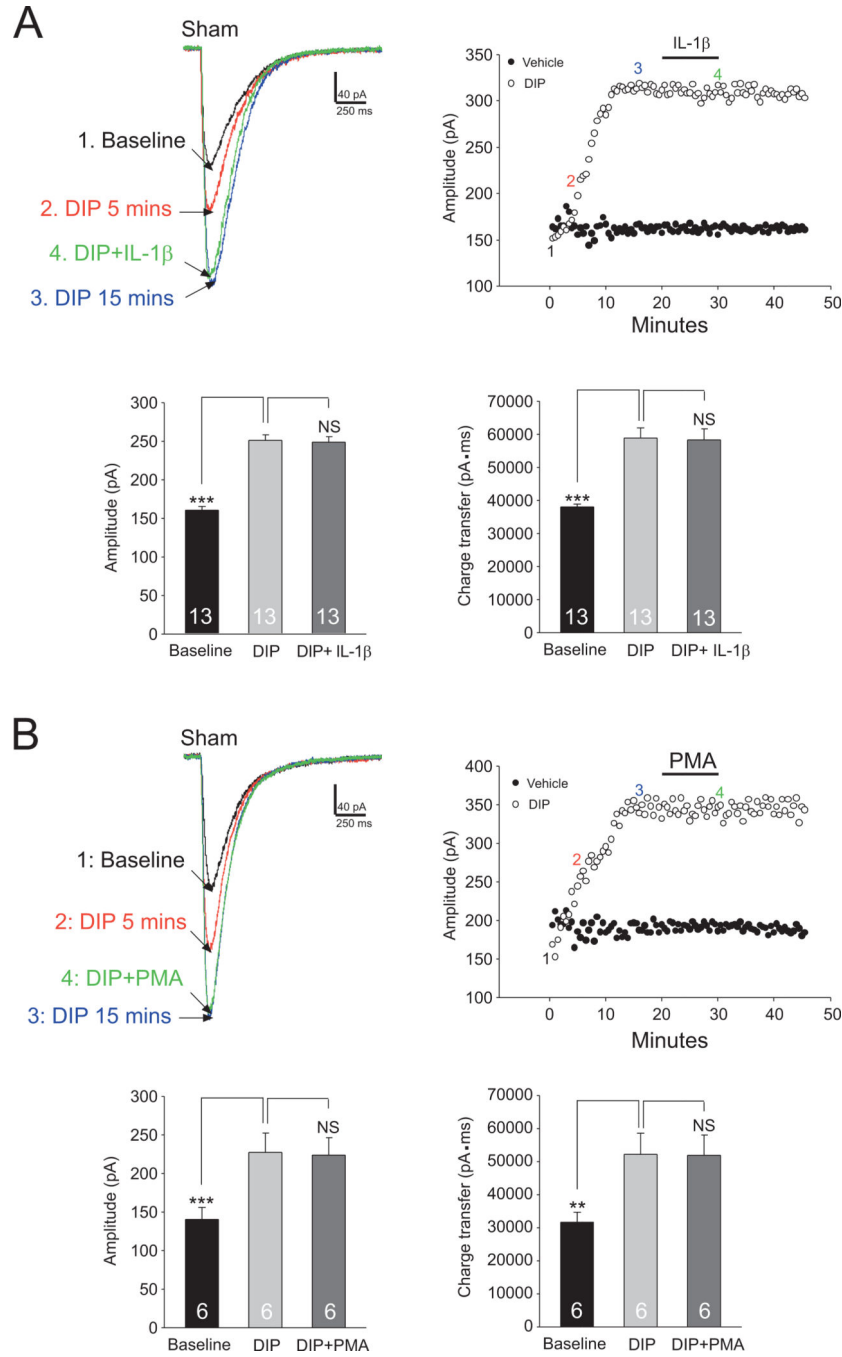 A
Sham
40 pA
250 ms
1. Baseline
2. DIP 5 mins
4. DIP+IL-1β
3. DIP 15 mins
Amplitude (pA)
350
300
250
200
150
100
Vehicle
DIP
IL-1β
1
2
3
4
0 10 20 30 40 50
Minutes
Amplitude (pA)
300
250
200
150
100
50
0
***
NS
13 13 13
Baseline DIP DIP+ IL-1β
Charge transfer (pA▪ms)
70000
60000
50000
40000
30000
20000
10000
0
***
NS
13 13 13
Baseline DIP DIP+ IL-1β
B
Sham
40 pA
250 ms
1: Baseline
2: DIP 5 mins
4: DIP+PMA
3: DIP 15 mins
Amplitude (pA)
400
350
300
250
200
150
100
Vehicle
DIP
PMA
1
2
3
4
0 10 20 30 40 50
Minutes
Amplitude (pA)
300
250
200
150
100
50
0
***
NS
6 6 6
Baseline DIP DIP+PMA
Charge transfer (pA▪ms)
70000
60000
50000
40000
30000
20000
10000
0
**
NS
6 6 6
Baseline DIP DIP+PMA